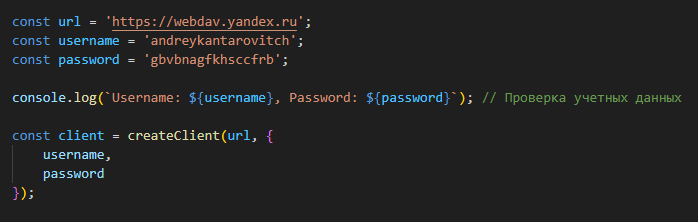 const url = 'https://webdav.yandex.ru';
const username = 'andreykantarovitch';
const password = 'gbvbnagfkhsccfrb';
console.log(`Username: ${username}, Password: ${password}`); // Проверка учетных данных
const client = createClient(url, {
username,
password
});